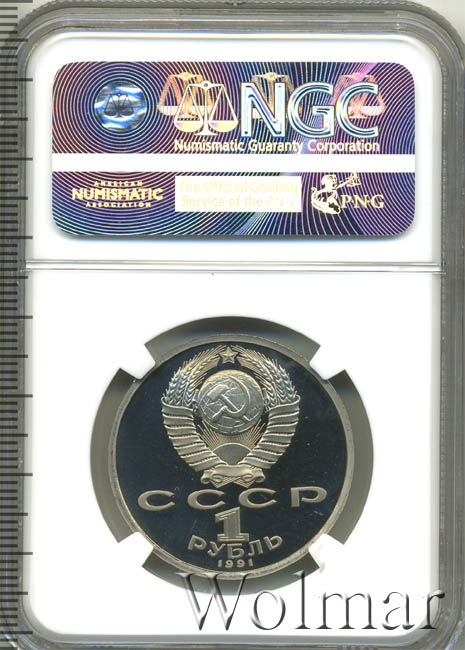 NGC
Numismatic Guaranty Corporation
AMERICAN
NUMISMATIC
ASSOCIATION
The Official Grading
Service of the PNG
PNG
СССР
1
РУБЛЬ
1991
Wolmar